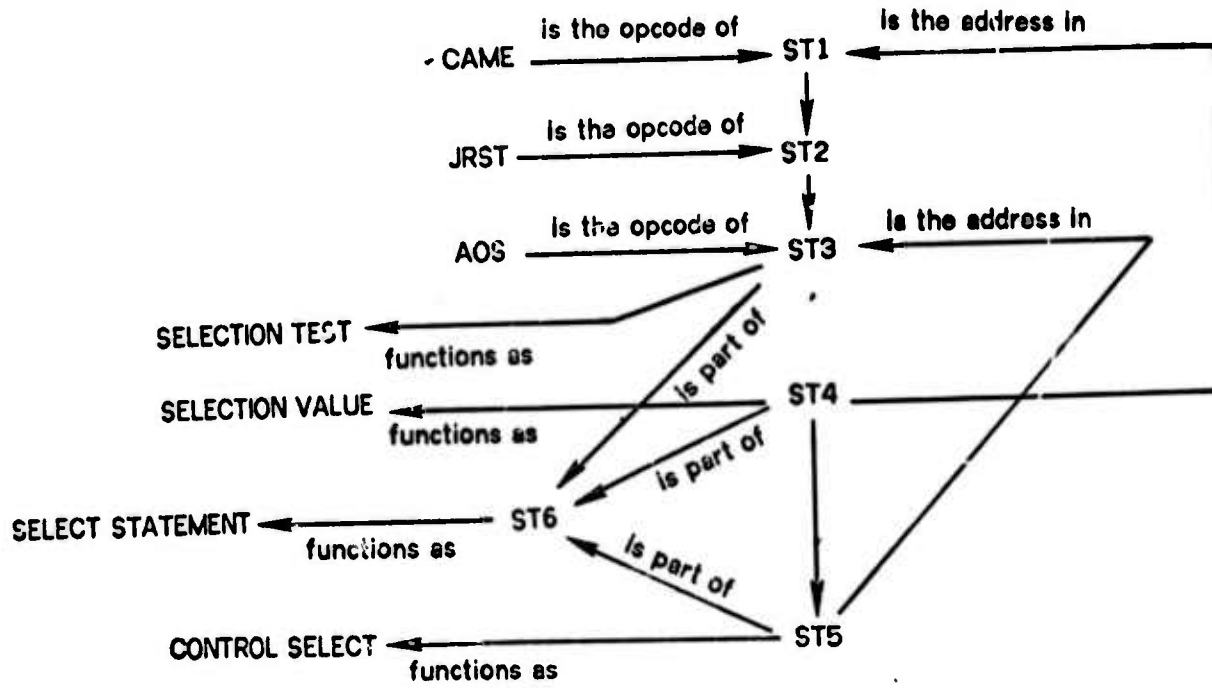 is the opcode of
is the address in
CAME
ST1
is the opcode of
JRST
ST2
is the opcode of
is the address in
AOS
ST3
SELECTION TEST
functions as
is part of
SELECTION VALUE
functions as
ST4
is part of
SELECT STATEMENT
functions as
ST6
is part of
CONTROL SELECT
functions as
ST5